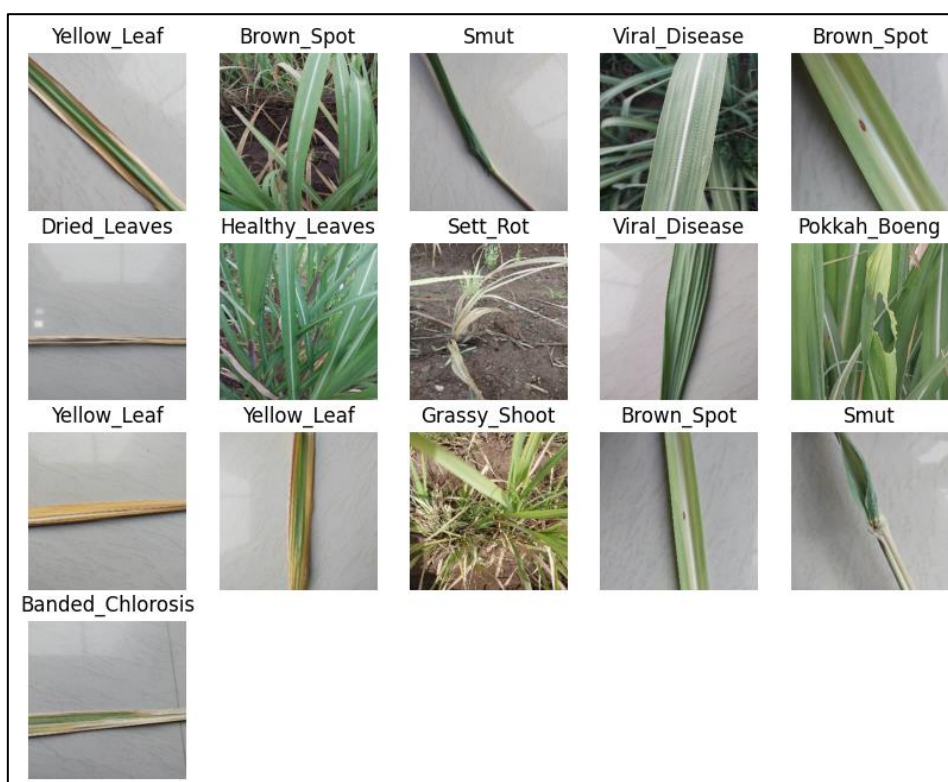 Yellow_Leaf Brown_Spot Smut Viral_Disease Brown_Spot
Dried_Leaves Healthy_Leaves Sett_Rot Viral_Disease Pokkah_Boeng
Yellow_Leaf Yellow_Leaf Grassy_Shoot Brown_Spot Smut
Banded_Chlorosis